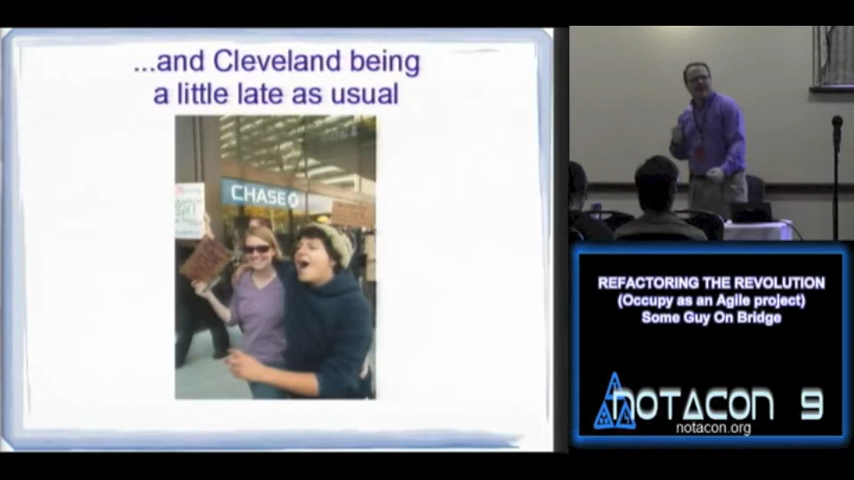 ...and Cleveland being
a little late as usual
CHASE
REFACTORING THE REVOLUTION
(Occupy as an Agile project)
Some Guy On Bridge
NOTACON 9
notacon.org